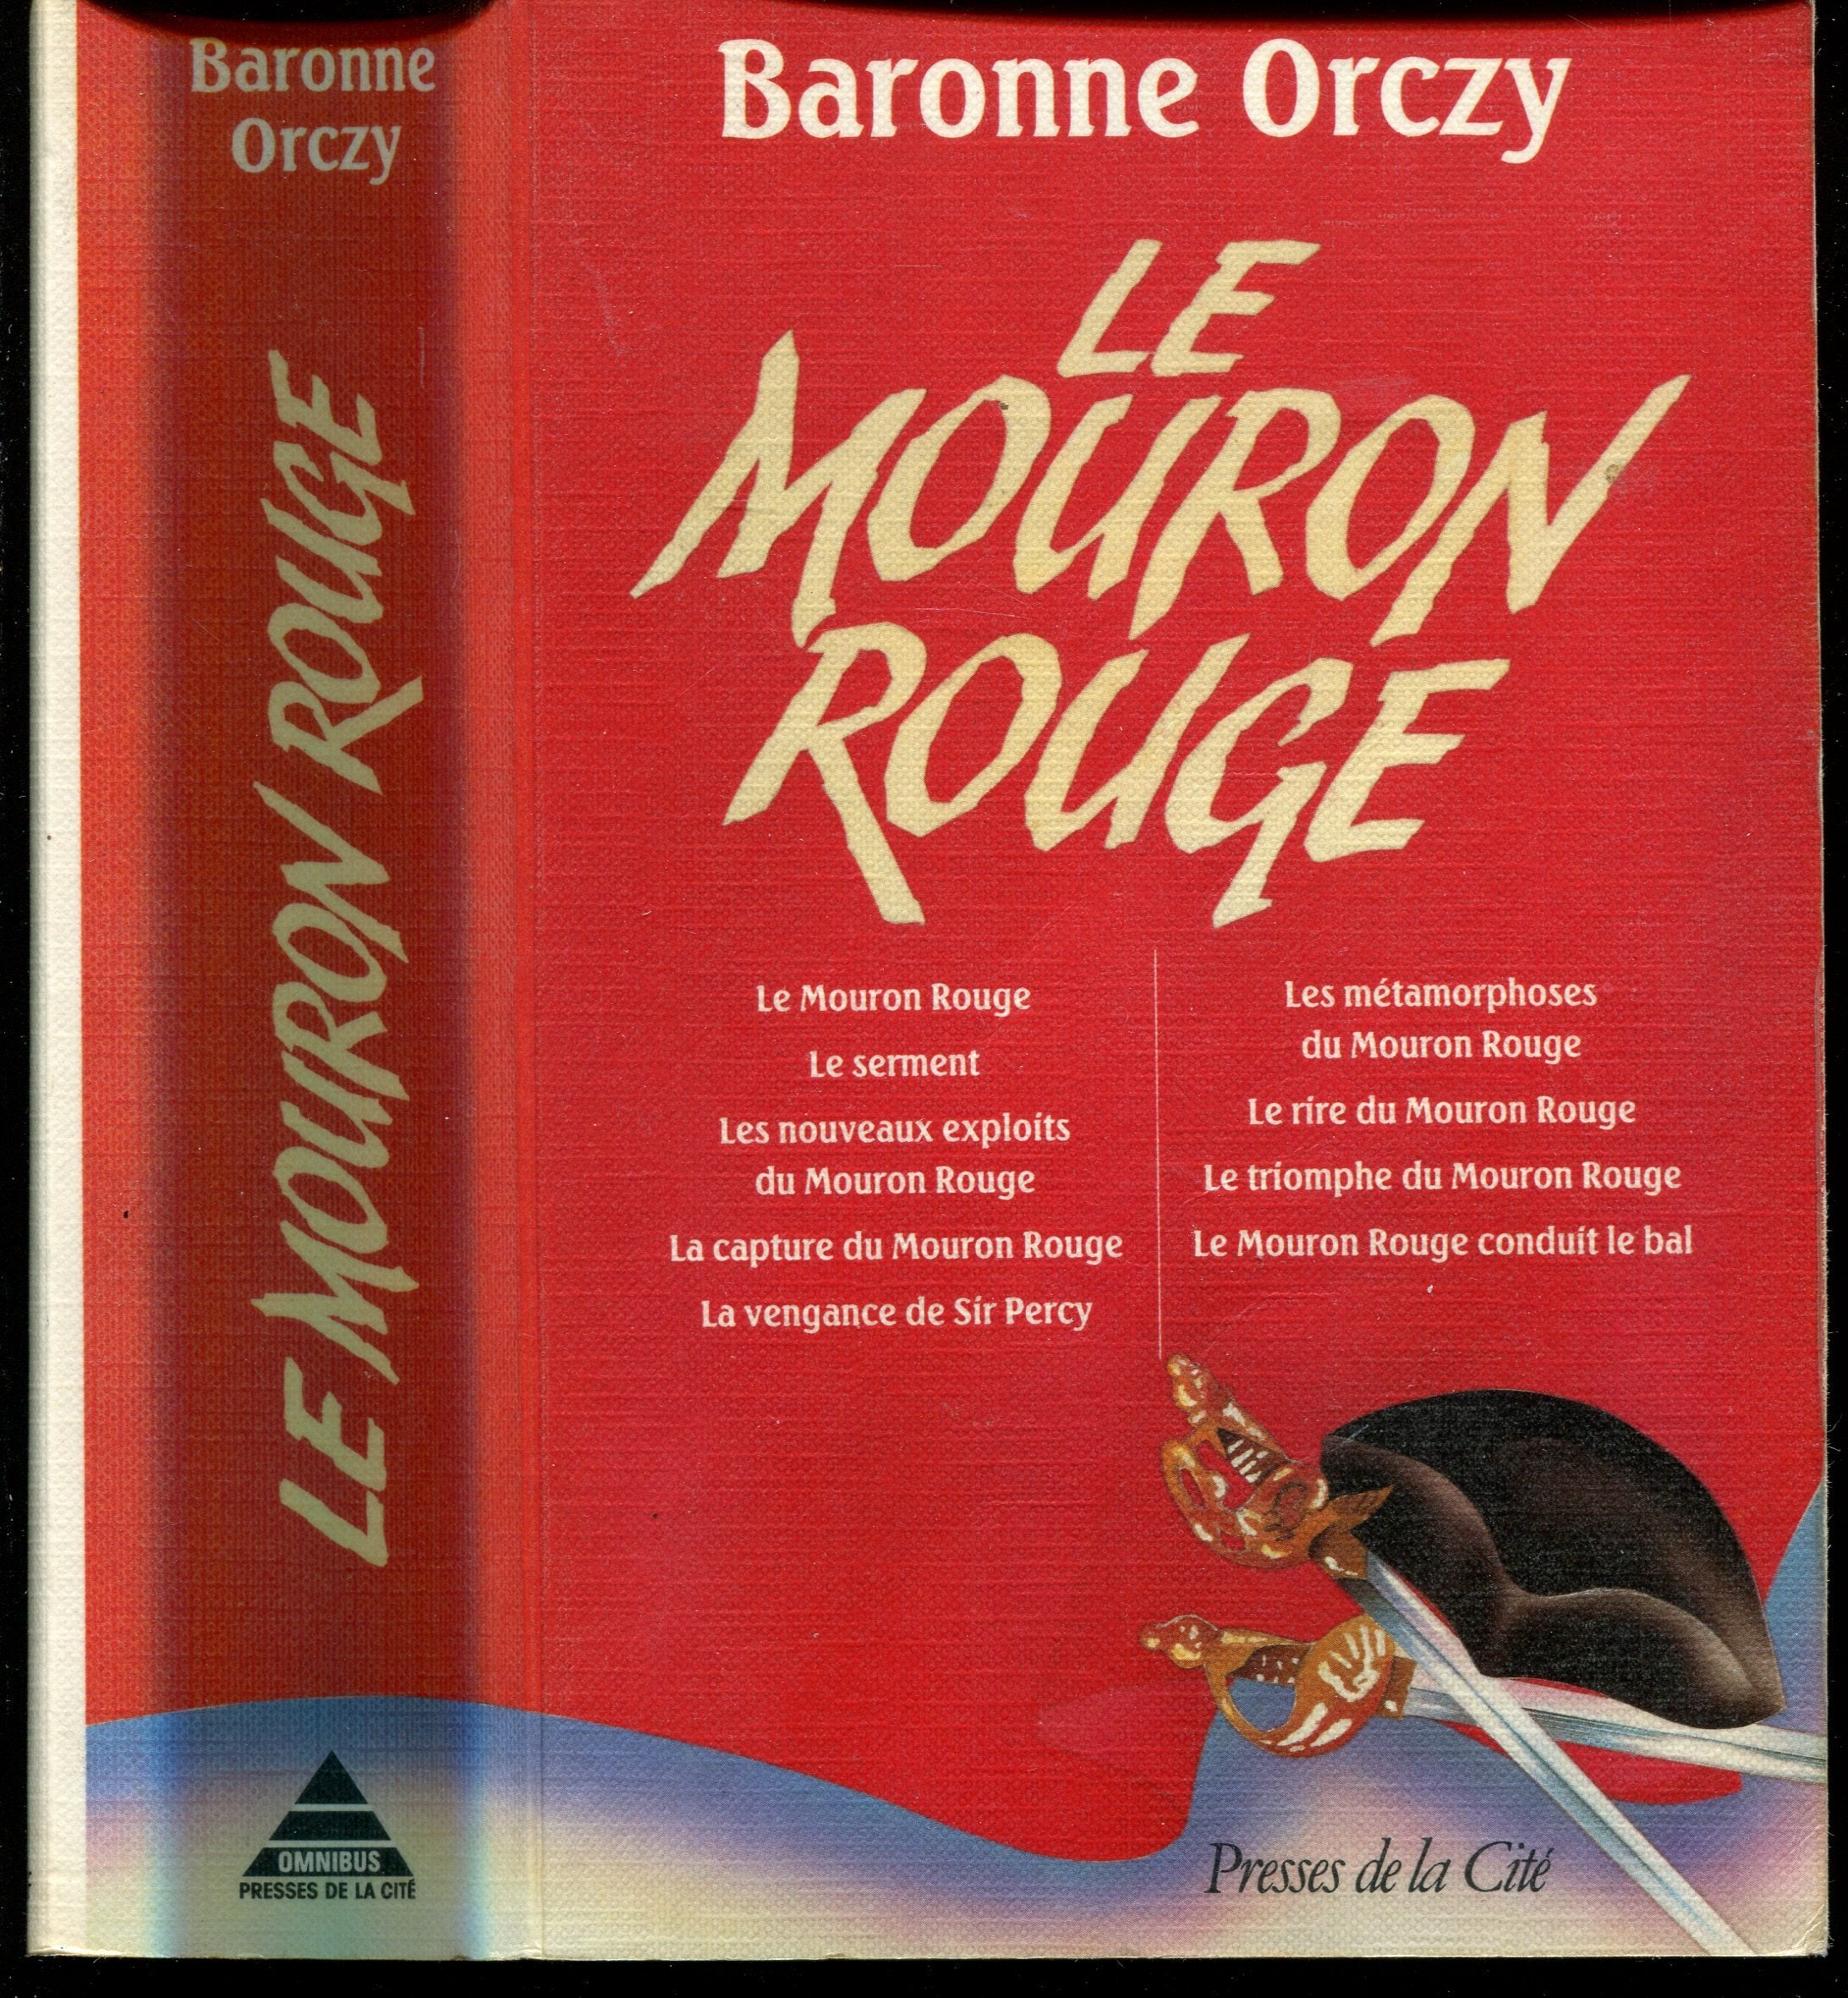 Baronne
Orczy
LE MOURON ROUGE
OMNIBUS
PRESSES DE LA CITÉ
Baronne Orczy
LE
MOURON
ROUGE
Le Mouron Rouge
Le serment
Les nouveaux exploits
du Mouron Rouge
La capture du Mouron Rouge
La vengance de Sir Percy
Les métamorphoses
du Mouron Rouge
Le rire du Mouron Rouge
Le triomphe du Mouron Rouge
Le Mouron Rouge conduit le bal
Presses de la Cité